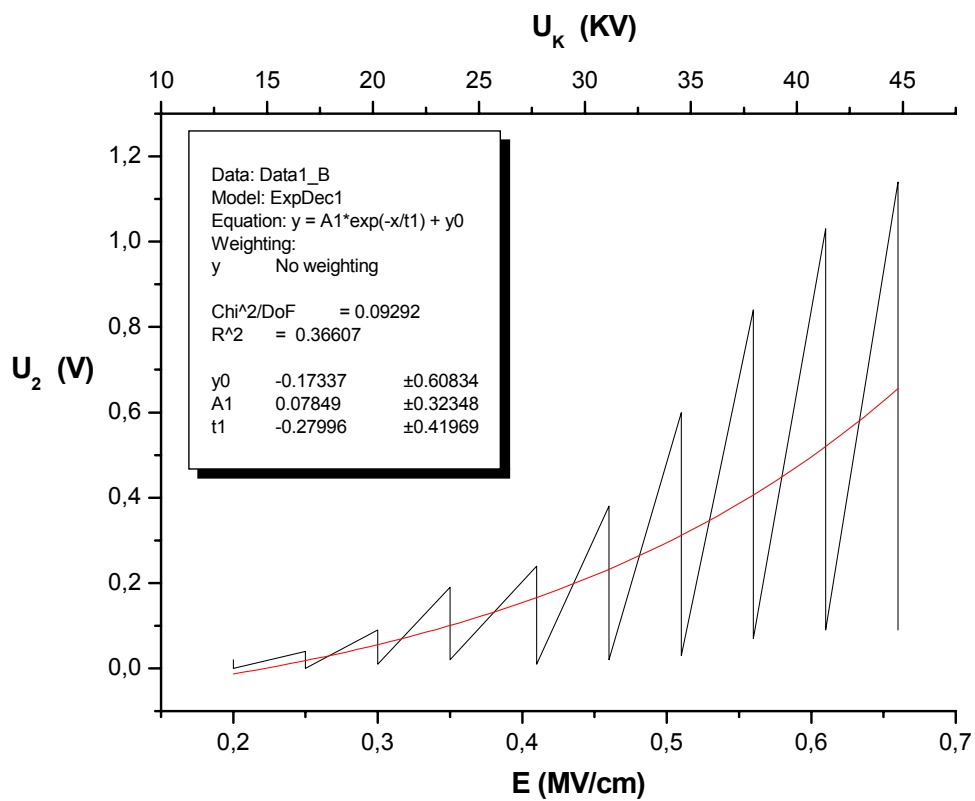 U_K (KV)
10 15 20 25 30 35 40 45
1,2
1,0
0,8
0,6
0,4
0,2
0,0
U_2 (V)
Data: Data1_B
Model: ExpDec1
Equation: y = A1*exp(-x/t1) + y0
Weighting:
y No weighting
Chi^2/DoF = 0.09292
R^2 = 0.36607
y0 -0.17337 ±0.60834
A1 0.07849 ±0.32348
t1 -0.27996 ±0.41969
0,2 0,3 0,4 0,5 0,6 0,7
E (MV/cm)